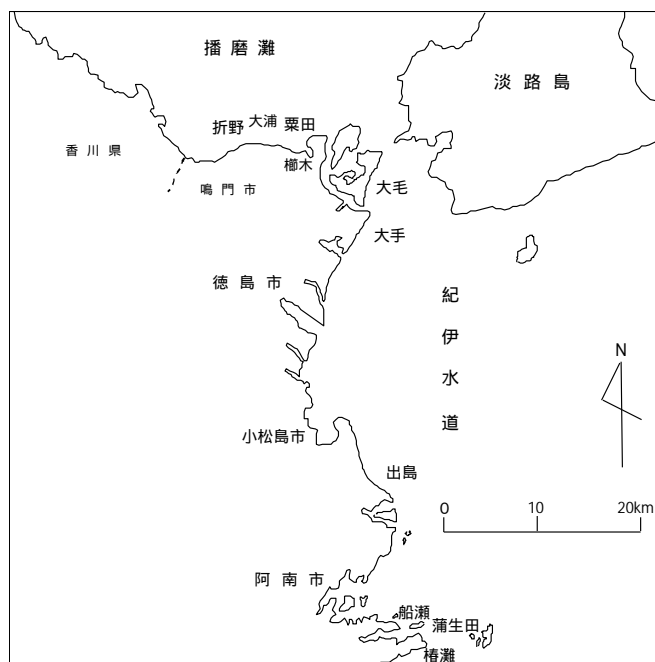 播磨灘
淡路島
折野
大浦
粟田
香川県
櫛木
鳴門市
大毛
大手
徳島市
紀伊水道
N
小松島市
出島
0 10 20km
阿南市
船瀬
蒲生田
椿灘